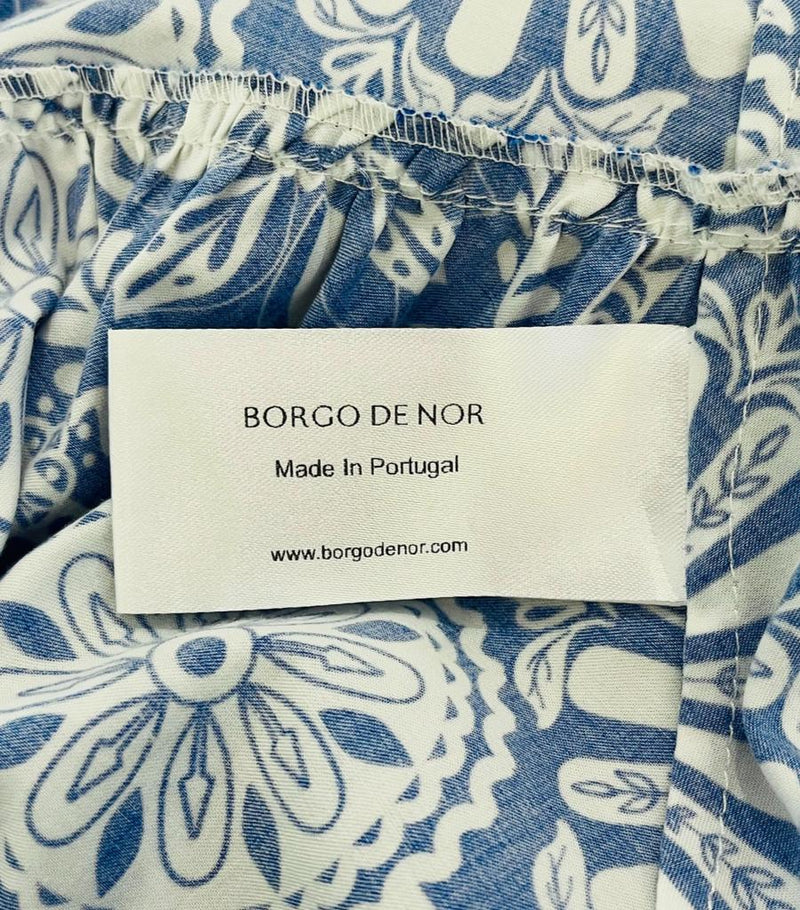 BORGO DE NOR
Made In Portugal
www.borgodenor.com